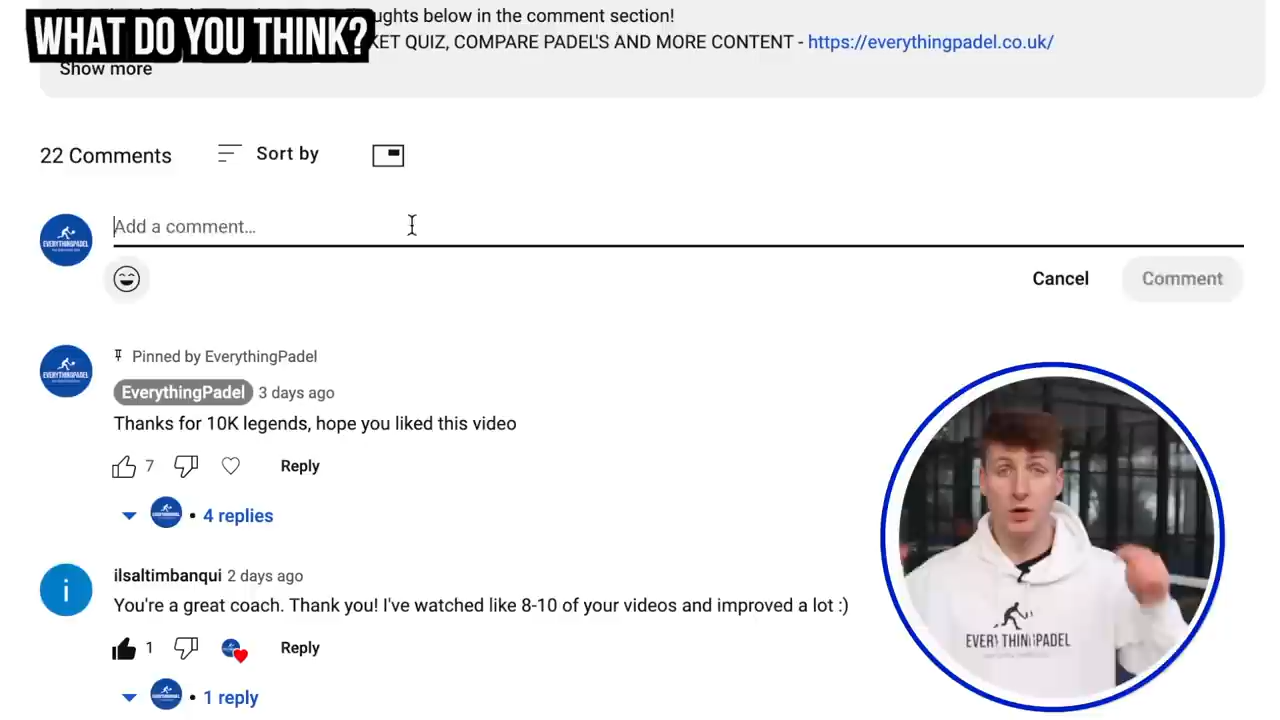 WHAT DO YOU THINK?
oughts below in the comment section!
KET QUIZ, COMPARE PADEL'S AND MORE CONTENT - https://everythingpadel.co.uk/
Show more
22 Comments
Sort by
Add a comment...
EVERYTHINGPADEL
Cancel
Comment
EVERYTHINGPADEL
Pinned by EverythingPadel
EverythingPadel 3 days ago
Thanks for 10K legends, hope you liked this video
7
Reply
• 4 replies
i
ilsaltimbanqui 2 days ago
You're a great coach. Thank you! I've watched like 8-10 of your videos and improved a lot :)
1
Reply
• 1 reply
EVERYTHINGPADEL